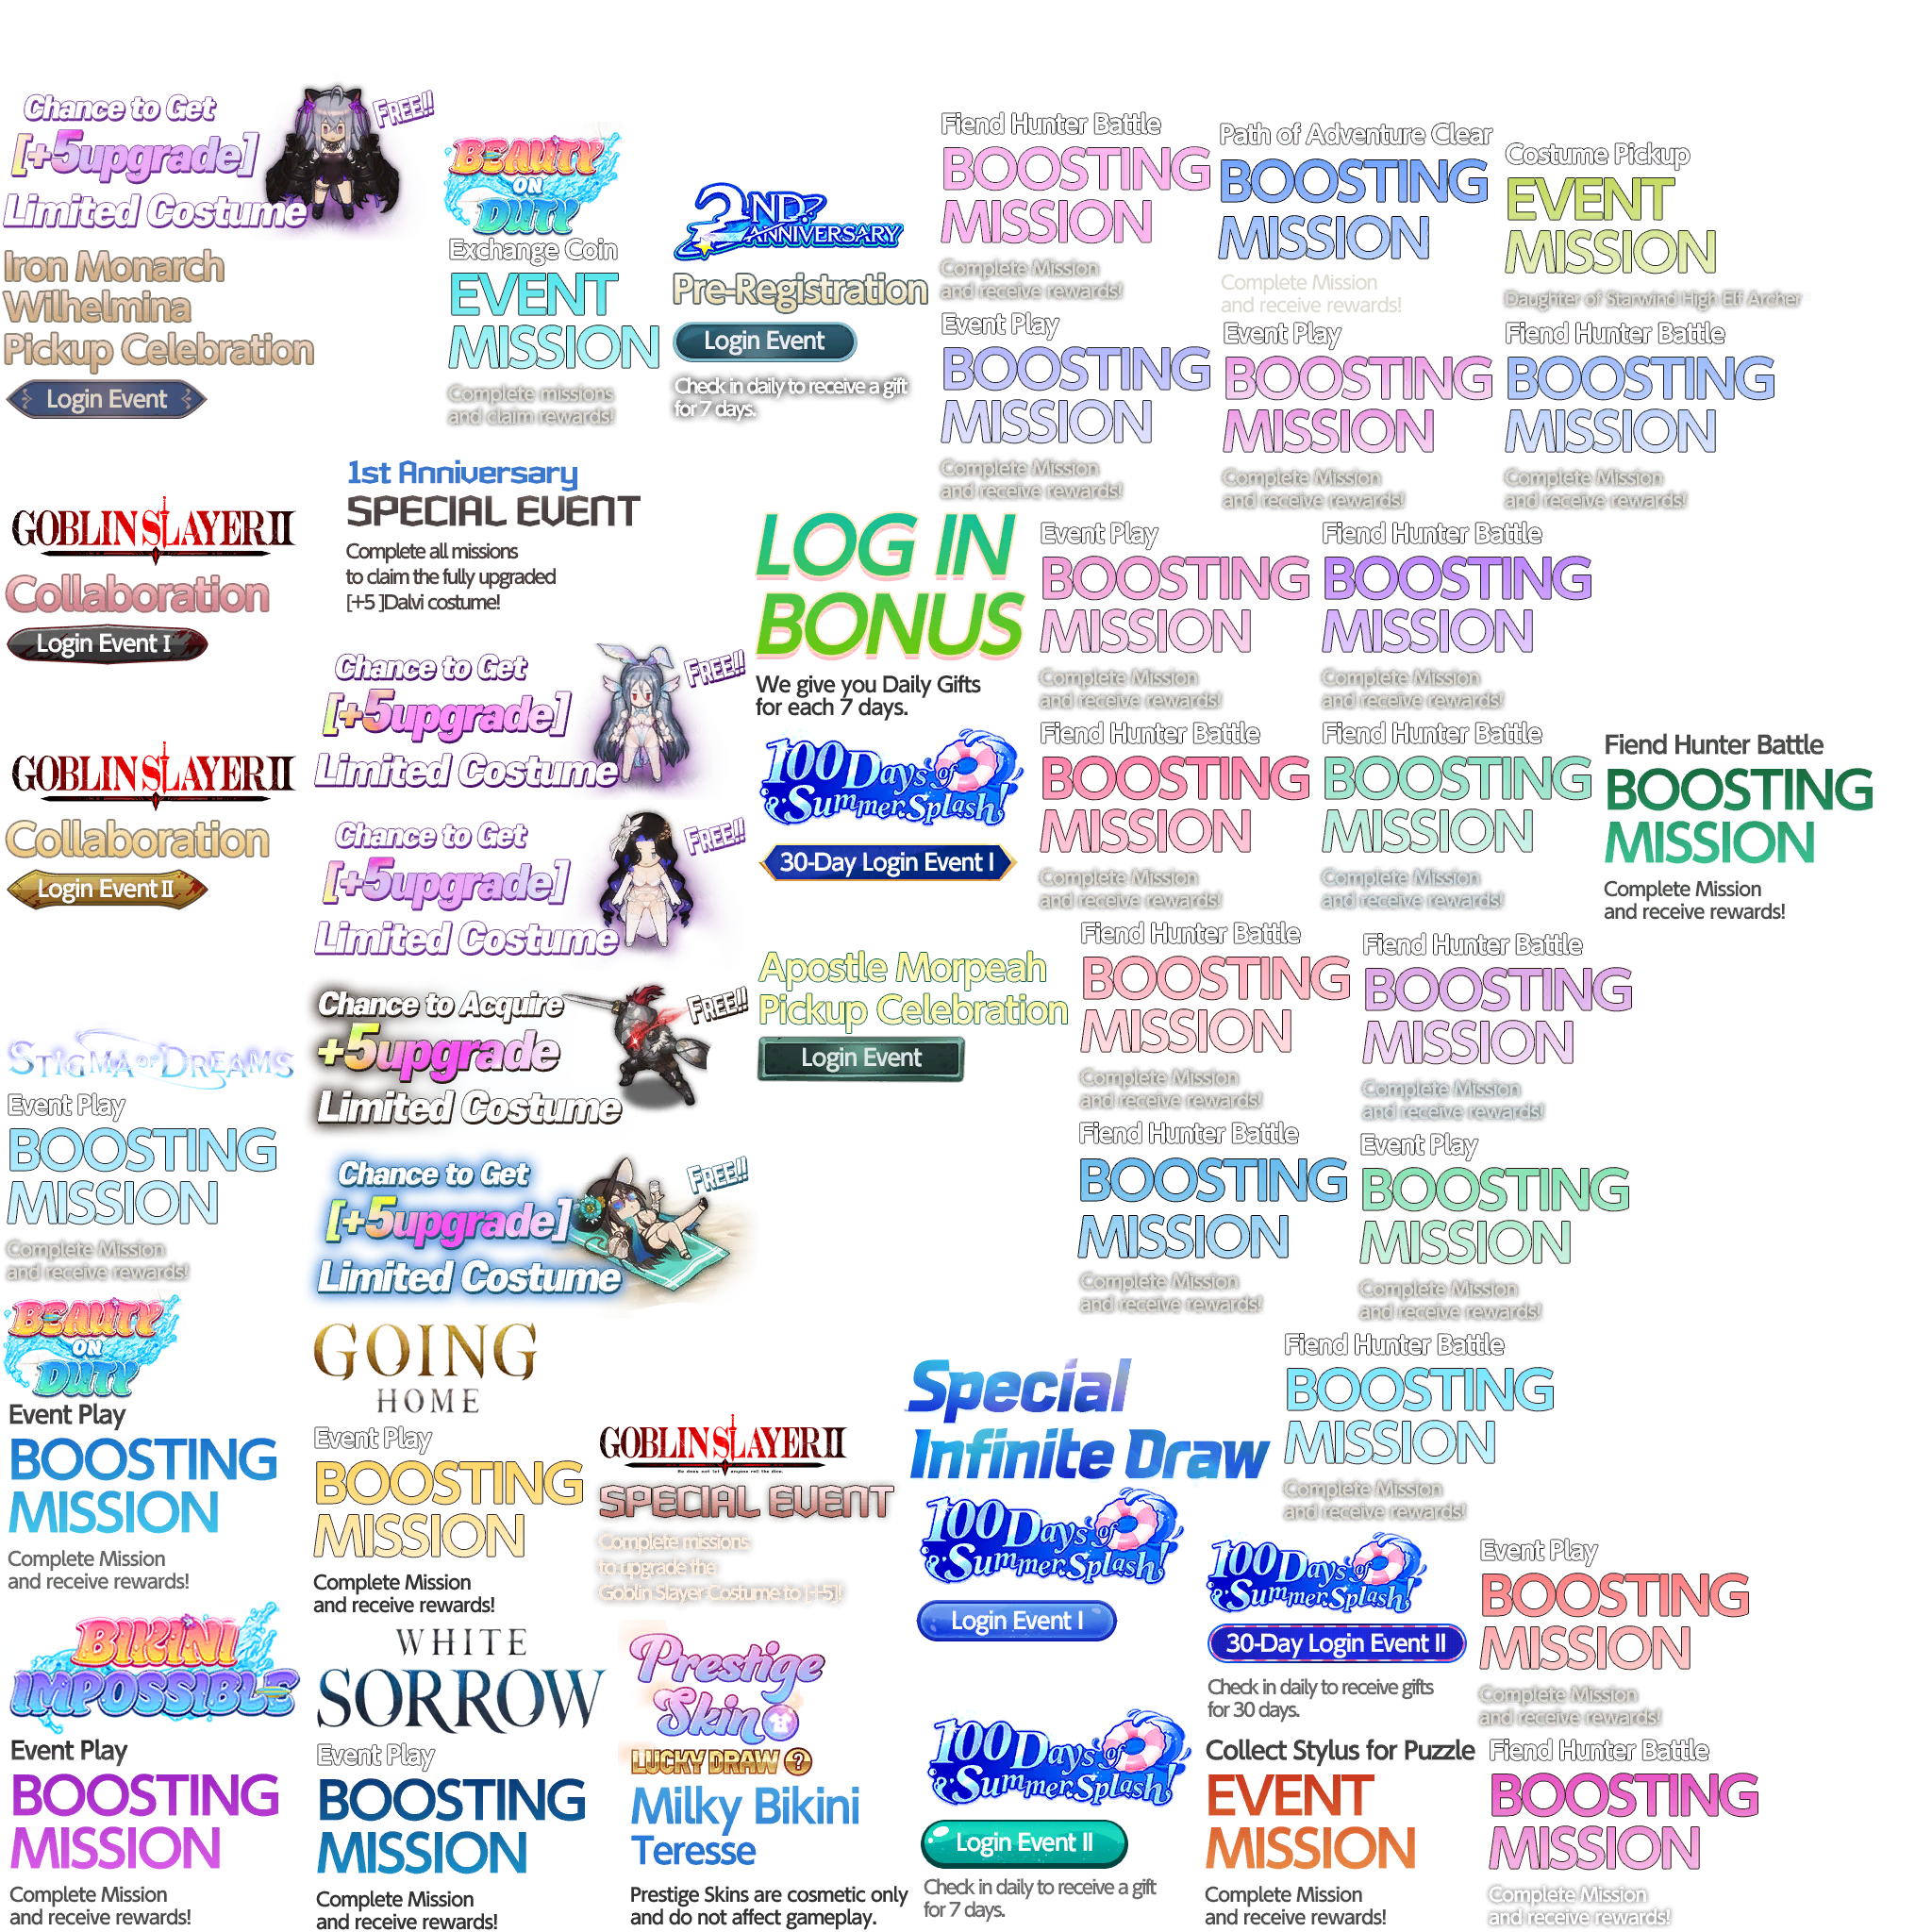 Chance to Get
FREE!!
[+5upgrade]
Limited Costume
Iron Monarch
Wilhelmina
Pickup Celebration
Login Event
BEAUTY
ON
DUTY
Exchange Coin
EVENT
MISSION
Complete missions
and claim rewards!
2ND
ANNIVERSARY
Pre-Registration
Login Event
Check in daily to receive a gift
for 7 days.
Fiend Hunter Battle
BOOSTING
MISSION
Complete Mission
and receive rewards!
Path of Adventure Clear
BOOSTING
MISSION
Complete Mission
and receive rewards!
Costume Pickup
EVENT
MISSION
Daughter of Starwind High Elf Archer
Event Play
BOOSTING
MISSION
Complete Mission
and receive rewards!
Event Play
BOOSTING
MISSION
Complete Mission
and receive rewards!
Fiend Hunter Battle
BOOSTING
MISSION
Complete Mission
and receive rewards!
GOBLIN SLAYER II
Collaboration
Login Event I
1st Anniversary
SPECIAL EVENT
Complete all missions
to claim the fully upgraded
[+5 ]Dalvi costume!
LOG IN
BONUS
We give you Daily Gifts
for each 7 days.
Event Play
BOOSTING
MISSION
Complete Mission
and receive rewards!
Fiend Hunter Battle
BOOSTING
MISSION
Complete Mission
and receive rewards!
Chance to Get
FREE!!
[+5upgrade]
Limited Costume
GOBLIN SLAYER II
Collaboration
Login Event II
Chance to Get
FREE!!
[+5upgrade]
Limited Costume
100 Days of
Summer Splash!
30-Day Login Event I
Fiend Hunter Battle
BOOSTING
MISSION
Complete Mission
and receive rewards!
Fiend Hunter Battle
BOOSTING
MISSION
Complete Mission
and receive rewards!
Fiend Hunter Battle
BOOSTING
MISSION
Complete Mission
and receive rewards!
Chance to Acquire
FREE!!
+5upgrade
Limited Costume
Apostle Morpeah
Pickup Celebration
Login Event
Fiend Hunter Battle
BOOSTING
MISSION
Complete Mission
and receive rewards!
Fiend Hunter Battle
BOOSTING
MISSION
Complete Mission
and receive rewards!
STIGMA OF DREAMS
Event Play
BOOSTING
MISSION
Complete Mission
and receive rewards!
Chance to Get
FREE!!
[+5upgrade]
Limited Costume
Fiend Hunter Battle
BOOSTING
MISSION
Complete Mission
and receive rewards!
Event Play
BOOSTING
MISSION
Complete Mission
and receive rewards!
BEAUTY
ON
DUTY
Event Play
BOOSTING
MISSION
Complete Mission
and receive rewards!
GOING
HOME
Event Play
BOOSTING
MISSION
Complete Mission
and receive rewards!
GOBLIN SLAYER II
He does not let anyone roll the dice.
SPECIAL EVENT
Complete missions
to upgrade the
Goblin Slayer Costume to [+5]!
Special
Infinite Draw
100 Days of
Summer Splash!
Login Event I
Fiend Hunter Battle
BOOSTING
MISSION
Complete Mission
and receive rewards!
100 Days of
Summer Splash!
30-Day Login Event II
Check in daily to receive gifts
for 30 days.
Event Play
BOOSTING
MISSION
Complete Mission
and receive rewards!
BIKINI
IMPOSSIBLE
Event Play
BOOSTING
MISSION
Complete Mission
and receive rewards!
WHITE
SORROW
Event Play
BOOSTING
MISSION
Complete Mission
and receive rewards!
Prestige
Skin
LUCKY DRAW ?
Milky Bikini
Teresse
Prestige Skins are cosmetic only
and do not affect gameplay.
100 Days of
Summer Splash!
Login Event II
Check in daily to receive a gift
for 7 days.
Collect Stylus for Puzzle
EVENT
MISSION
Complete Mission
and receive rewards!
Fiend Hunter Battle
BOOSTING
MISSION
Complete Mission
and receive rewards!